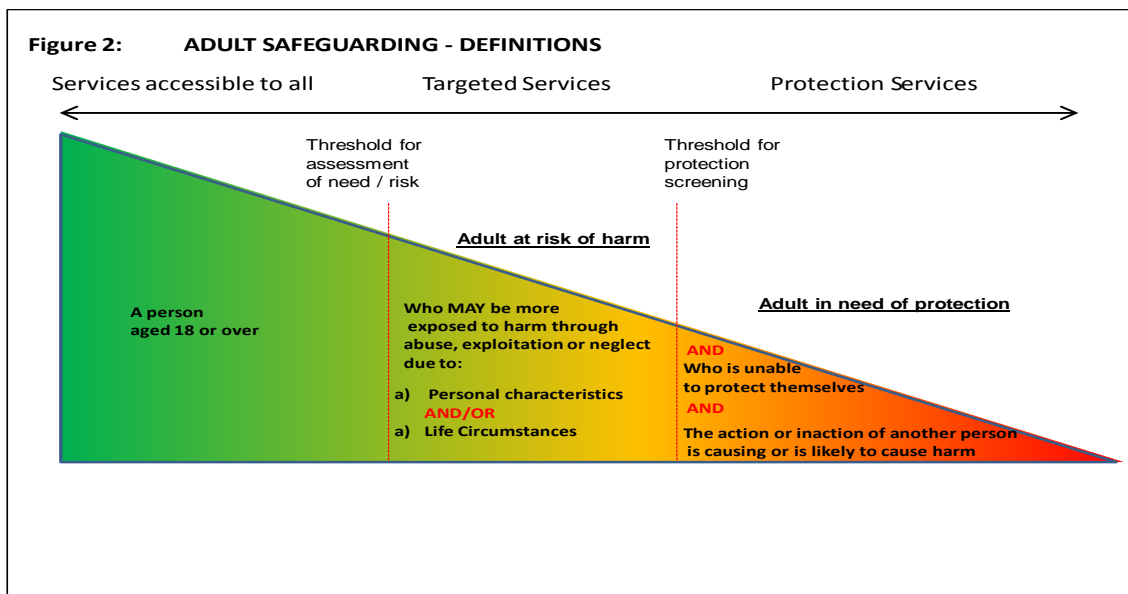 Figure 2: ADULT SAFEGUARDING - DEFINITIONS
Services accessible to all
Targeted Services
Protection Services
Threshold for
assessment
of need / risk
Threshold for
protection
screening
Adult at risk of harm
Adult in need of protection
A person
aged 18 or over
Who MAY be more
exposed to harm through
abuse, exploitation or neglect
due to:
a) Personal characteristics
AND/OR
a) Life Circumstances
AND
Who is unable
to protect themselves
AND
The action or inaction of another person
is causing or is likely to cause harm